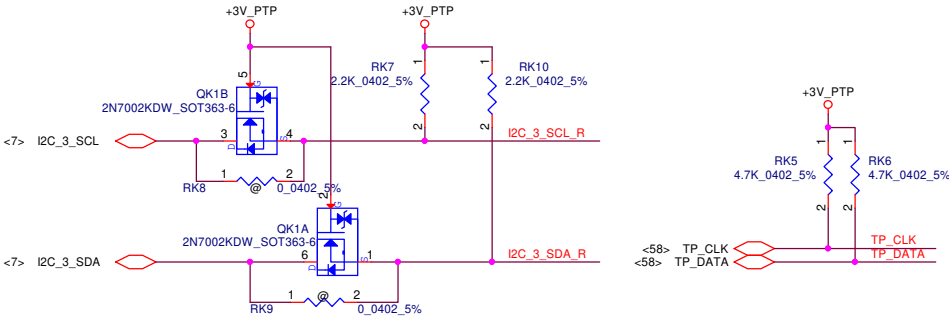 +3V_PTP
+3V_PTP
5
G
QK1B
2N7002KDW_SOT363-6
3
D
4
S
<7> I2C_3_SCL
1
2
RK8
@
0_0402_5%
RK7
2.2K_0402_5%
1
2
RK10
2.2K_0402_5%
1
2
I2C_3_SCL_R
2
G
QK1A
2N7002KDW_SOT363-6
6
D
1
S
<7> I2C_3_SDA
1
2
RK9
@
0_0402_5%
I2C_3_SDA_R
+3V_PTP
RK5
4.7K_0402_5%
1
2
RK6
4.7K_0402_5%
1
2
<58> TP_CLK
TP_CLK
<58> TP_DATA
TP_DATA